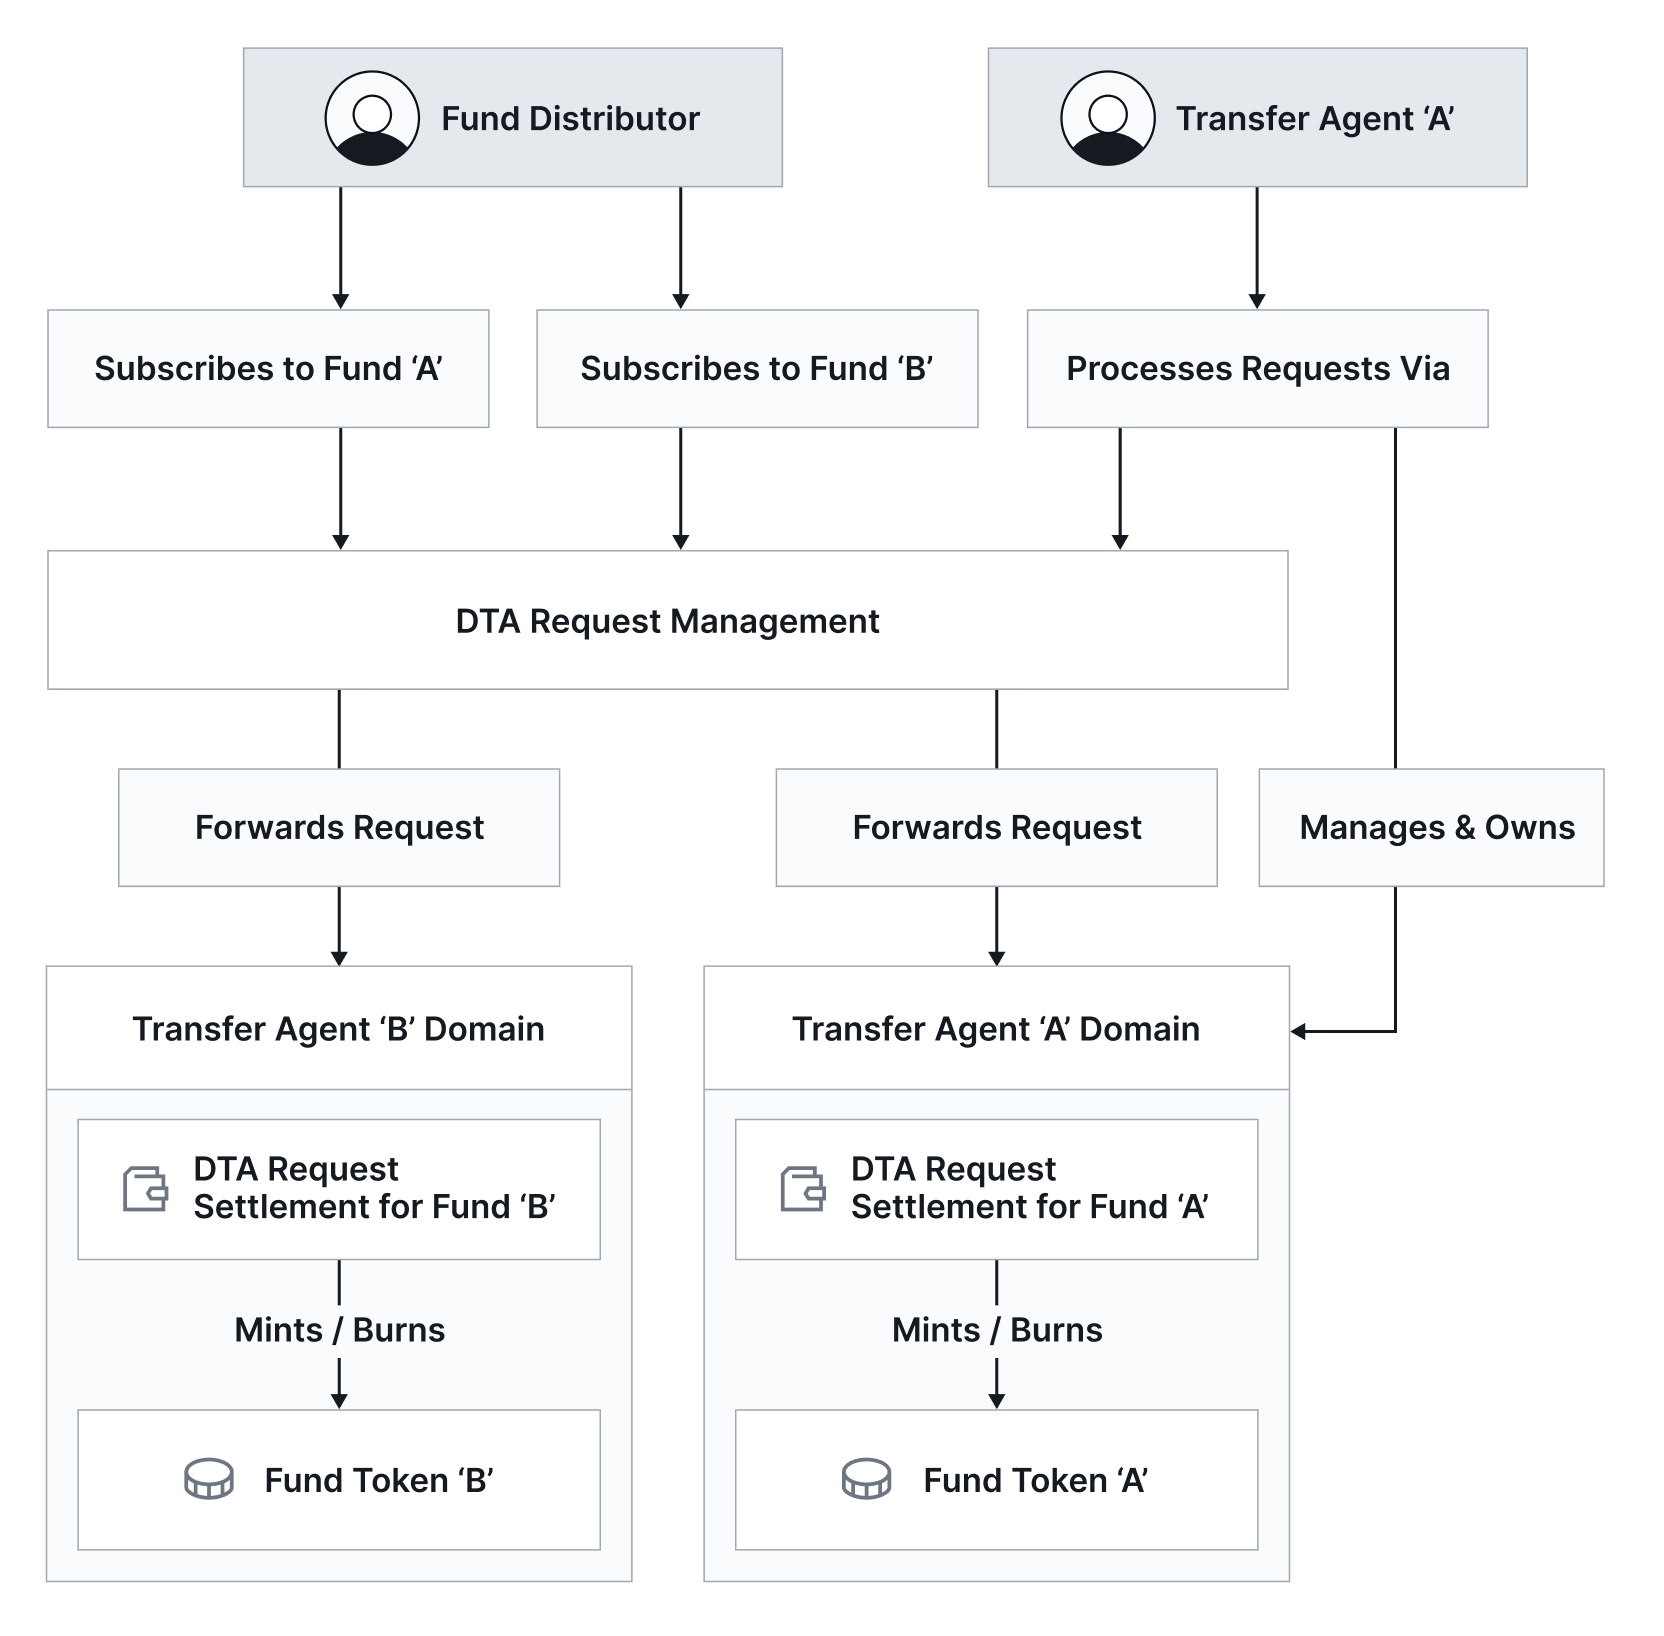 Fund Distributor
Transfer Agent ‘A’
Subscribes to Fund ‘A’
Subscribes to Fund ‘B’
Processes Requests Via
DTA Request Management
Forwards Request
Forwards Request
Manages & Owns
Transfer Agent ‘B’ Domain
Transfer Agent ‘A’ Domain
DTA Request
Settlement for Fund ‘B’
DTA Request
Settlement for Fund ‘A’
Mints / Burns
Mints / Burns
Fund Token ‘B’
Fund Token ‘A’